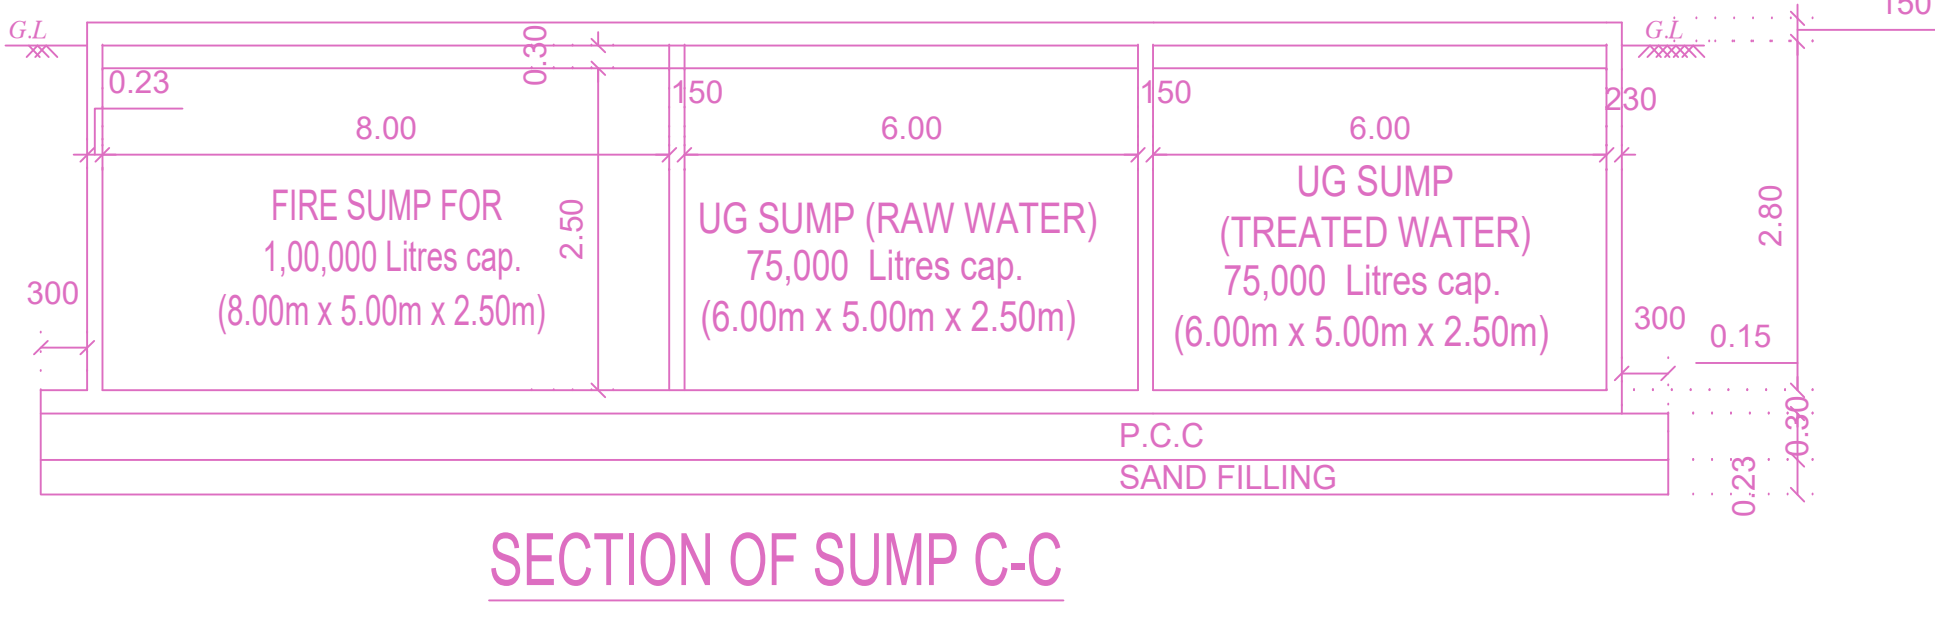 150
G.L
0.30
G.L
0.23
150
150
230
8.00
6.00
6.00
FIRE SUMP FOR
1,00,000 Litres cap.
(8.00m x 5.00m x 2.50m)
2.50
UG SUMP (RAW WATER)
75,000 Litres cap.
(6.00m x 5.00m x 2.50m)
UG SUMP
(TREATED WATER)
75,000 Litres cap.
(6.00m x 5.00m x 2.50m)
2.80
300
300
0.15
0.30
P.C.C
SAND FILLING
0.23
SECTION OF SUMP C-C